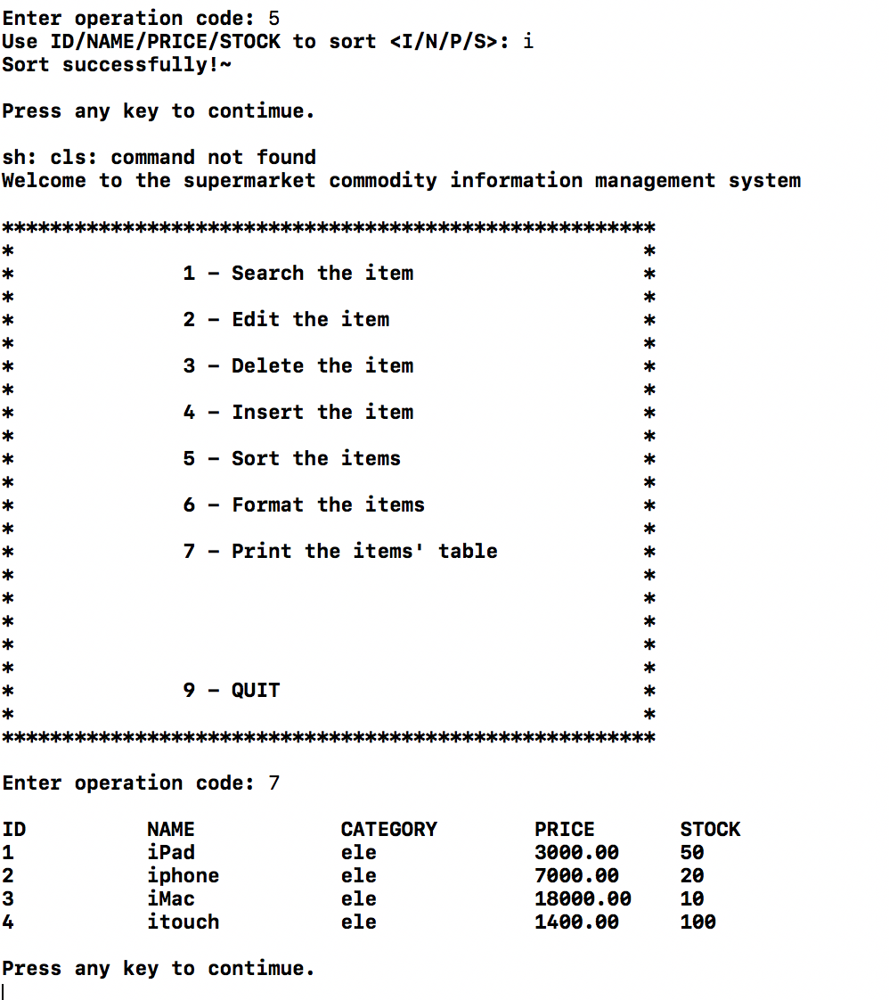 Enter operation code: 5
Use ID/NAME/PRICE/STOCK to sort <I/N/P/S>: i
Sort successfully!~
Press any key to contimue.
sh: cls: command not found
Welcome to the supermarket commodity information management system
******************************************************
* *
* 1 – Search the item *
* *
* 2 – Edit the item *
* *
* 3 – Delete the item *
* *
* 4 – Insert the item *
* *
* 5 – Sort the items *
* *
* 6 – Format the items *
* *
* 7 – Print the items' table *
* *
* *
* *
* *
* *
* 9 – QUIT *
* *
******************************************************
Enter operation code: 7
ID NAME CATEGORY PRICE STOCK
1 iPad ele 3000.00 50
2 iphone ele 7000.00 20
3 iMac ele 18000.00 10
4 itouch ele 1400.00 100
Press any key to contimue.